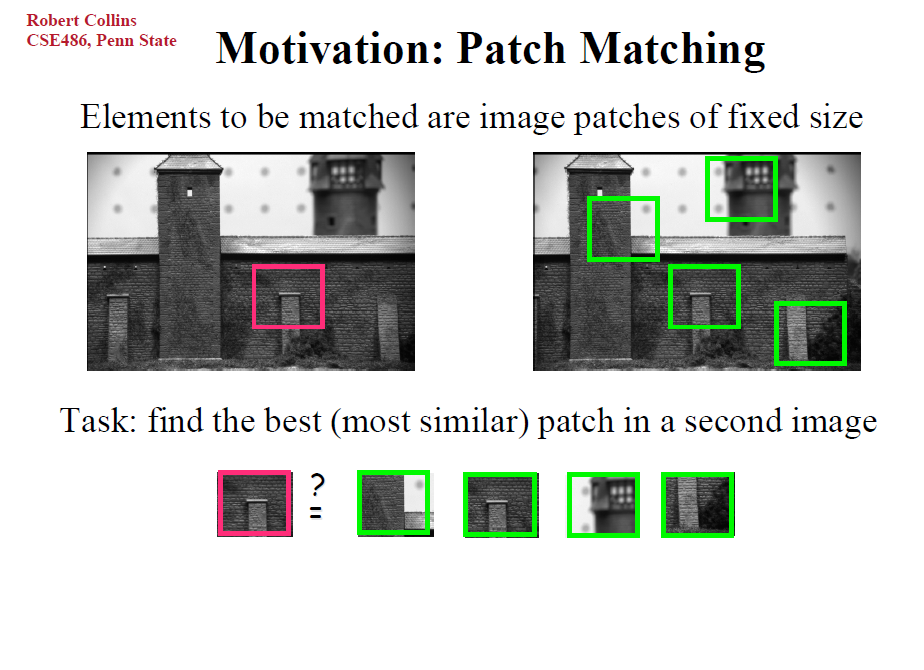 Robert Collins
CSE486, Penn State
Motivation: Patch Matching
Elements to be matched are image patches of fixed size
Task: find the best (most similar) patch in a second image
?
=